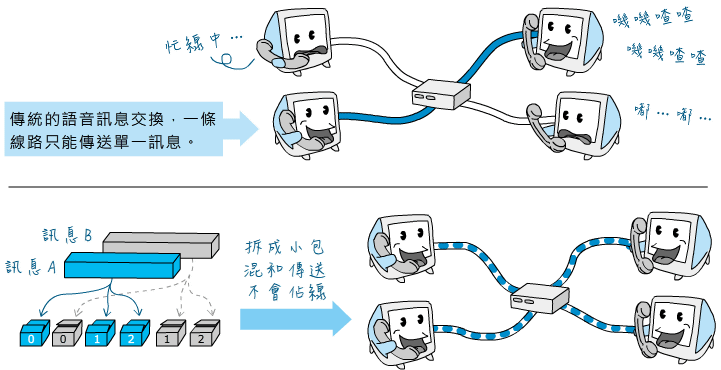 忙線中…
嘰嘰喳喳
嘰嘰喳喳
傳統的語音訊息交換，一條
線路只能傳送單一訊息。
嘟…嘟…
訊息B
訊息A
拆成小包
混和傳送
不會佔線
0 0 1 2 1 2